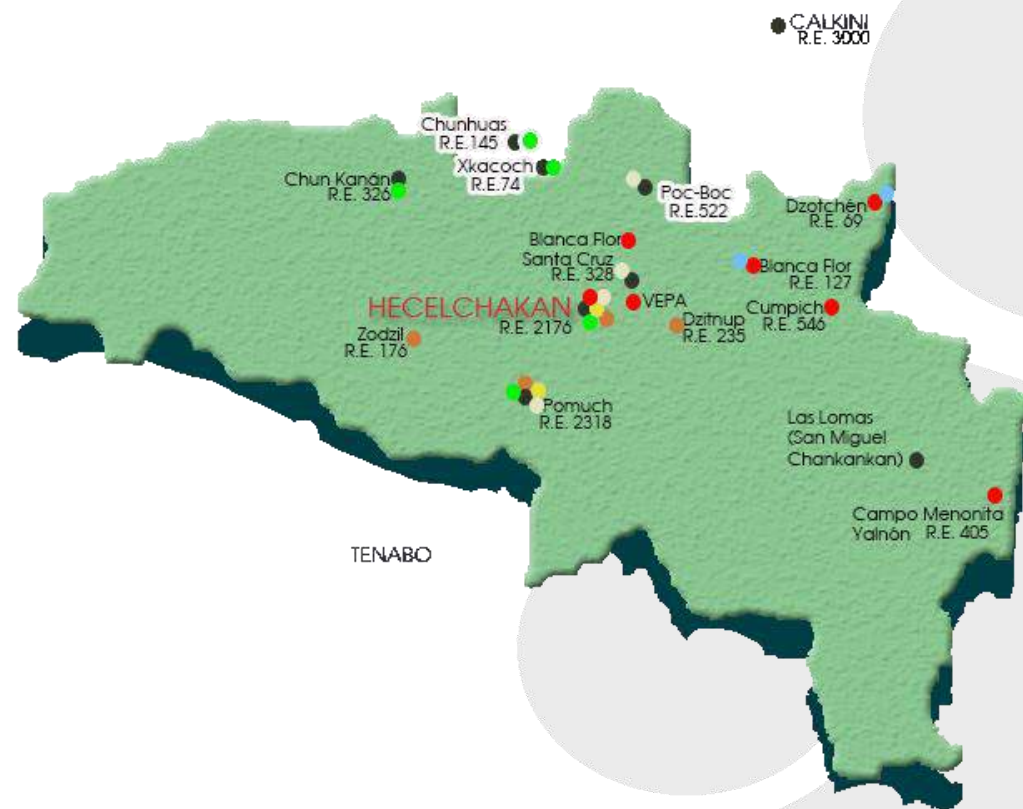 CALKINI
R.E. 3000
Chunhuas
R.E.145
Xkacoch
R.E.74
Chun Kanán
R.E. 326
Poc-Boc
R.E.522
Dzotchén
R.E. 69
Blanca Flor
Santa Cruz
R.E. 328
Blanca Flor
R.E. 127
HECELCHAKAN
R.E. 2176
VEPA
Cumpich
R.E. 546
Dzitnup
R.E. 235
Zodzil
R.E. 176
Pomuch
R.E. 2318
Las Lomas
(San Miguel
Chankankan)
Campo Menonita
Yalnón R.E. 405
TENABO